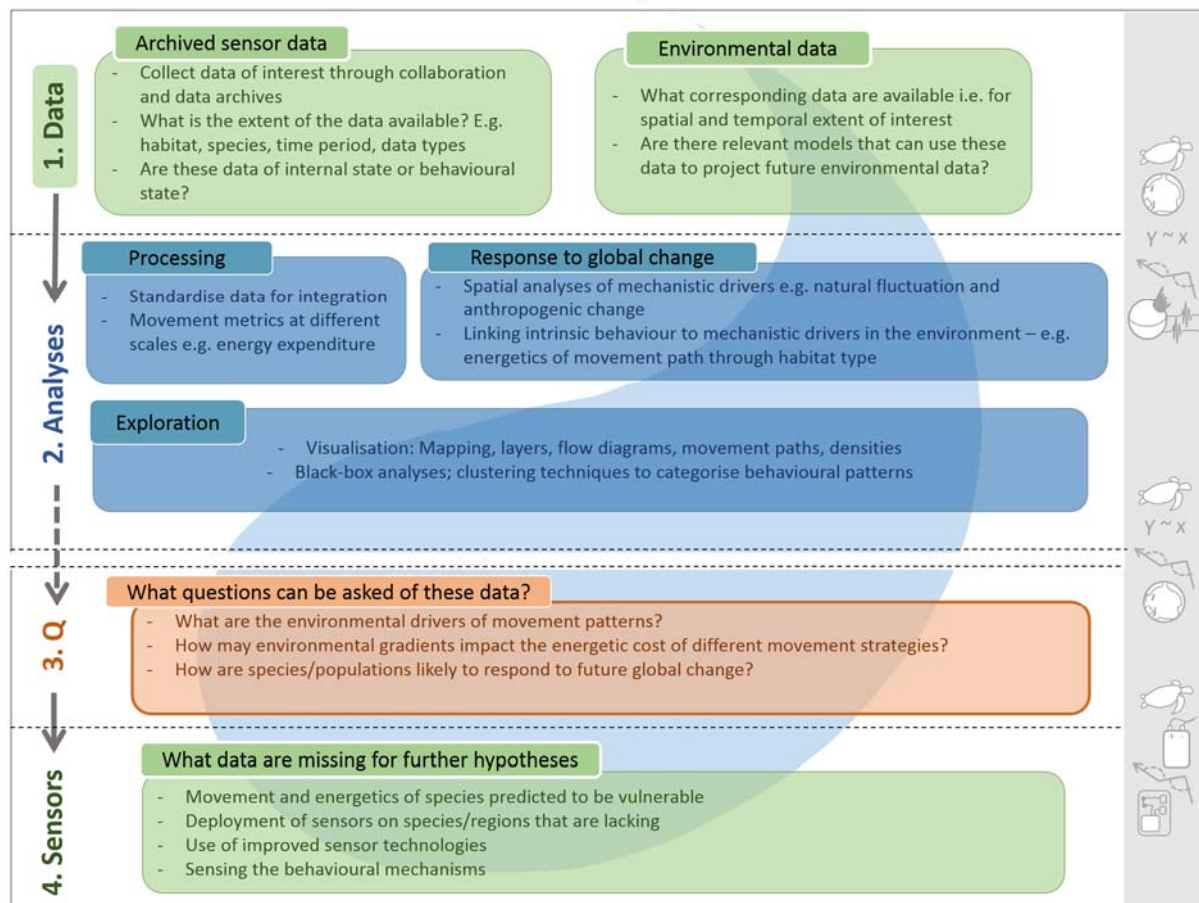 1. Data
Archived sensor data
- Collect data of interest through collaboration
and data archives
- What is the extent of the data available? E.g.
habitat, species, time period, data types
- Are these data of internal state or behavioural
state?
Environmental data
- What corresponding data are available i.e. for
spatial and temporal extent of interest
- Are there relevant models that can use these
data to project future environmental data?
Y ~ x
2. Analyses
Processing
- Standardise data for integration
- Movement metrics at different
scales e.g. energy expenditure
Response to global change
- Spatial analyses of mechanistic drivers e.g. natural fluctuation and
anthropogenic change
- Linking intrinsic behaviour to mechanistic drivers in the environment – e.g.
energetics of movement path through habitat type
Exploration
- Visualisation: Mapping, layers, flow diagrams, movement paths, densities
- Black-box analyses; clustering techniques to categorise behavioural patterns
Y ~ x
3. Q
What questions can be asked of these data?
- What are the environmental drivers of movement patterns?
- How may environmental gradients impact the energetic cost of different movement strategies?
- How are species/populations likely to respond to future global change?
4. Sensors
What data are missing for further hypotheses
- Movement and energetics of species predicted to be vulnerable
- Deployment of sensors on species/regions that are lacking
- Use of improved sensor technologies
- Sensing the behavioural mechanisms